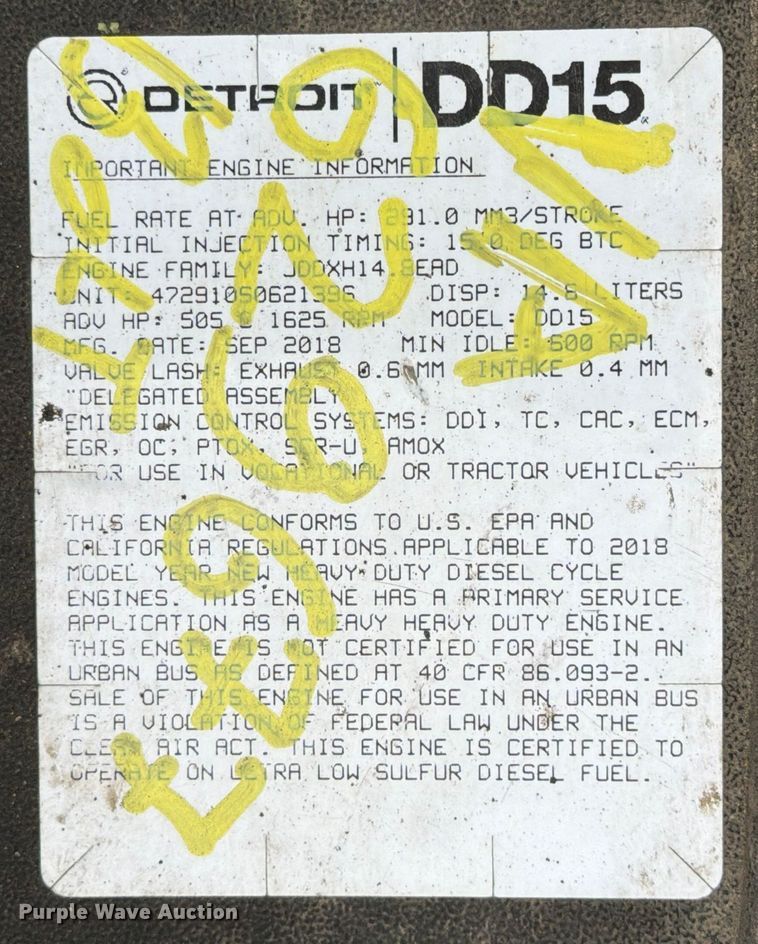 DETROIT | DD15
IMPORTANT ENGINE INFORMATION
FUEL RATE AT ADV. HP: 291.0 MM3/STROKE
INITIAL INJECTION TIMING: 15.0 DEG BTC
ENGINE FAMILY: JDDXH14.8EAD
UNIT: DISP: LITERS
ADV HP: 505 @ 1625 RPM MODEL: DD15
MFG. DATE: SEP 2018 MIN IDLE: 600 RPM
VALVE LASH: EXHAUST 0.6 MM INTAKE 0.4 MM
"DELEGATED ASSEMBLY
EMISSION CONTROL SYSTEMS: DDI, TC, CAC, ECM,
EGR, OC, PTOX, SCR-U AMOX
"FOR USE IN VOCATIONAL OR TRACTOR VEHICLES"
THIS ENGINE CONFORMS TO U.S. EPA AND
CALIFORNIA REGULATIONS APPLICABLE TO 2018
MODEL YEAR NEW HEAVY-DUTY DIESEL CYCLE
ENGINES. THIS ENGINE HAS A PRIMARY SERVICE
APPLICATION AS A HEAVY HEAVY DUTY ENGINE.
THIS ENGINE IS NOT CERTIFIED FOR USE IN AN
URBAN BUS AS DEFINED AT 40 CFR 86.093-2.
SALE OF THIS ENGINE FOR USE IN AN URBAN BUS
IS A VIOLATION OF FEDERAL LAW UNDER THE
CLEAN AIR ACT. THIS ENGINE IS CERTIFIED TO
OPERATE ON ULTRA LOW SULFUR DIESEL FUEL.
Purple Wave Auction